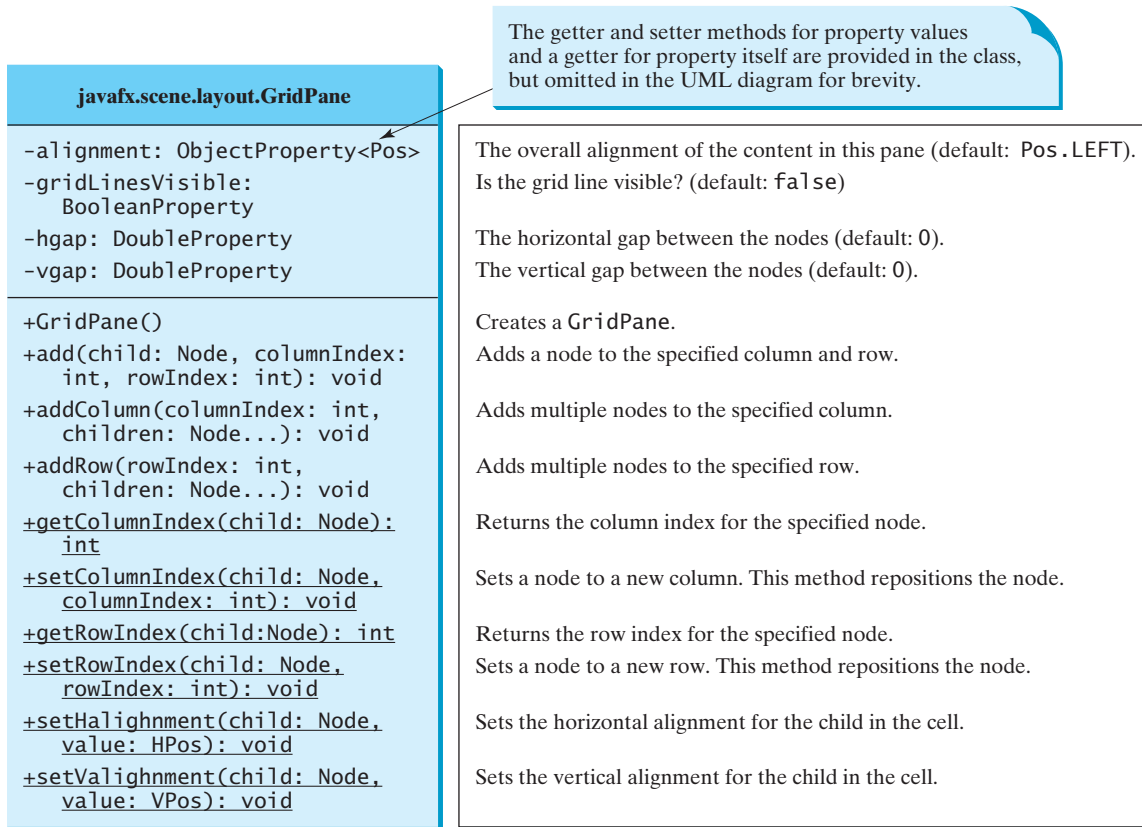 The getter and setter methods for property values
and a getter for property itself are provided in the class,
but omitted in the UML diagram for brevity.
javafx.scene.layout.GridPane
-alignment: ObjectProperty<Pos>
The overall alignment of the content in this pane (default: Pos.LEFT).
-gridLinesVisible:
BooleanProperty
Is the grid line visible? (default: false)
-hgap: DoubleProperty
The horizontal gap between the nodes (default: 0).
-vgap: DoubleProperty
The vertical gap between the nodes (default: 0).
+GridPane()
Creates a GridPane.
+add(child: Node, columnIndex:
int, rowIndex: int): void
Adds a node to the specified column and row.
+addColumn(columnIndex: int,
children: Node...): void
Adds multiple nodes to the specified column.
+addRow(rowIndex: int,
children: Node...): void
Adds multiple nodes to the specified row.
+getColumnIndex(child: Node):
int
Returns the column index for the specified node.
+setColumnIndex(child: Node,
columnIndex: int): void
Sets a node to a new column. This method repositions the node.
+getRowIndex(child:Node): int
Returns the row index for the specified node.
+setRowIndex(child: Node,
rowIndex: int): void
Sets a node to a new row. This method repositions the node.
+setHalighnment(child: Node,
value: HPos): void
Sets the horizontal alignment for the child in the cell.
+setValighnment(child: Node,
value: VPos): void
Sets the vertical alignment for the child in the cell.